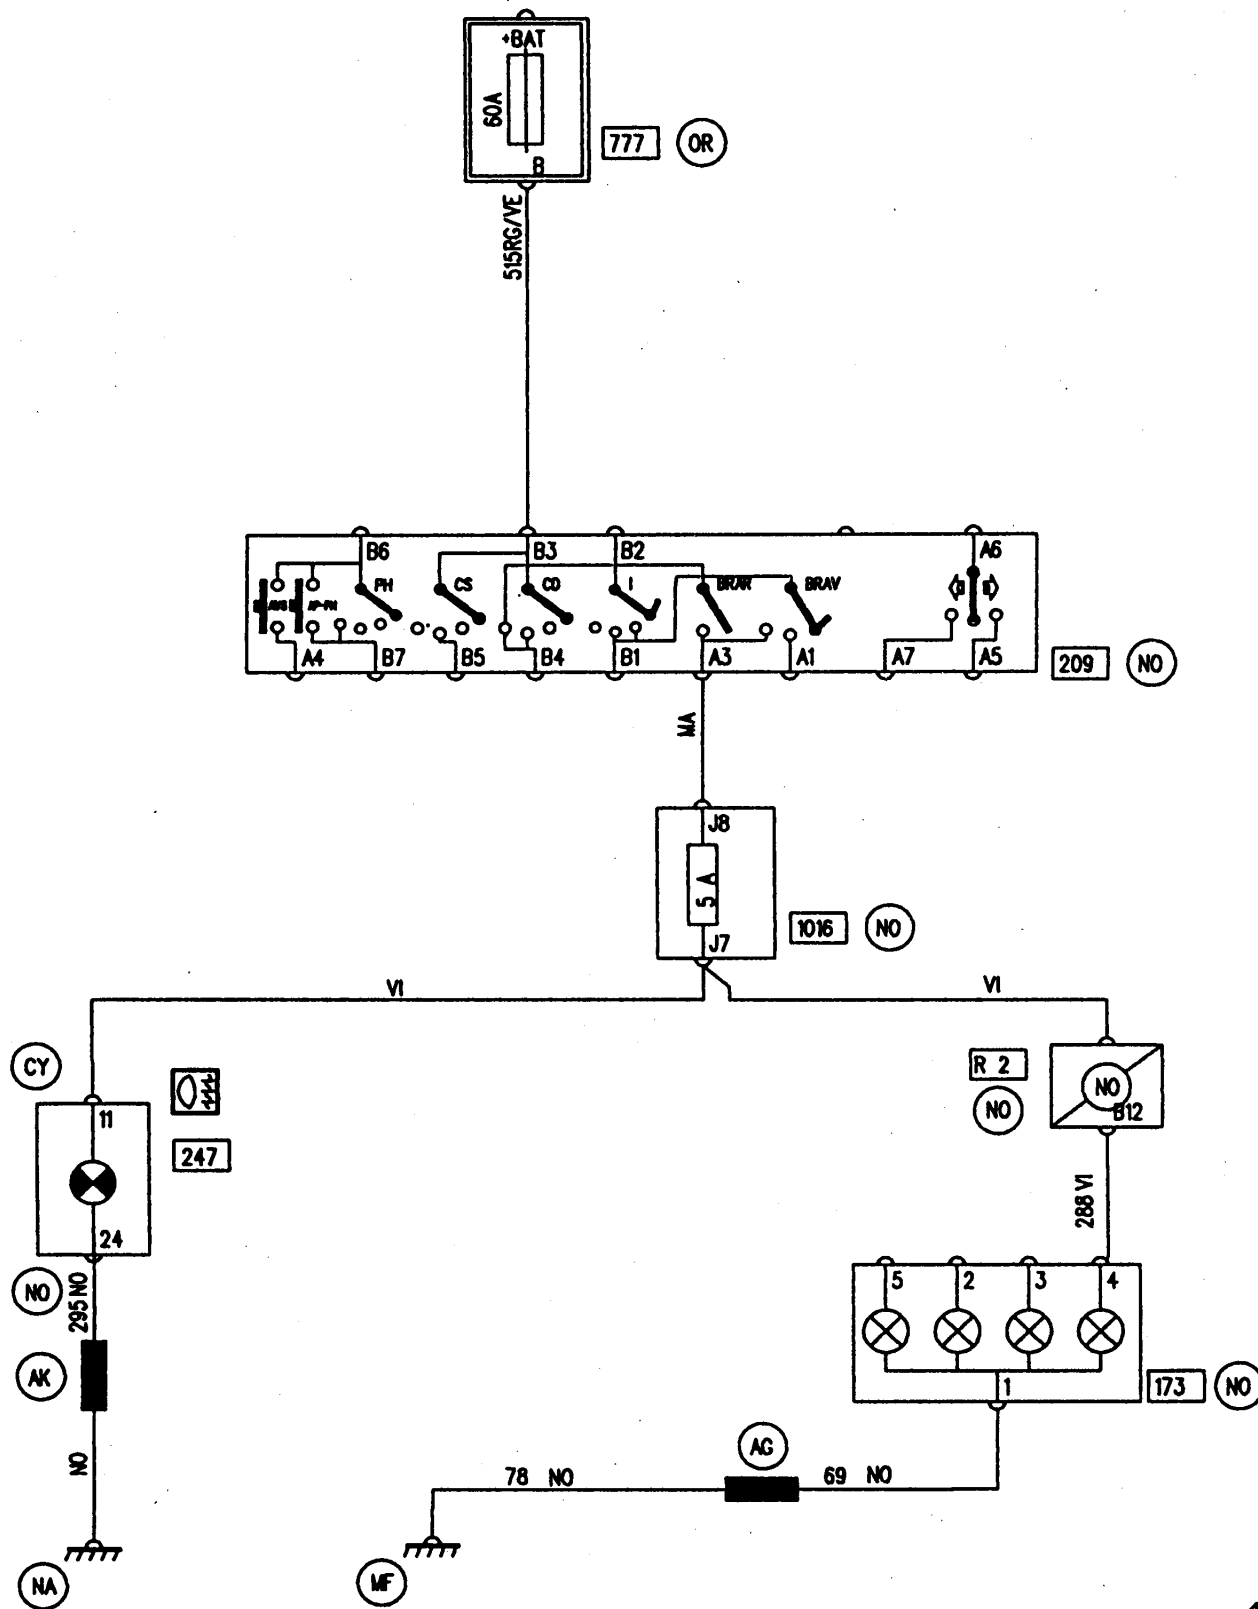 +BAT
60A
B
777
OR
515RG/VE
B6
B3
B2
A6
AVS
AP-PH
PH
CS
CO
I
BRAR
BRAV
A4
B7
B5
B4
B1
A3
A1
A7
A5
209
NO
MA
J8
5 A
J7
1016
NO
VI
VI
CY
11
247
24
NO
295 NO
AK
NO
NA
R 2
NO
NO
B12
288 VI
5
2
3
4
1
173
NO
AG
78 NO
69 NO
MF